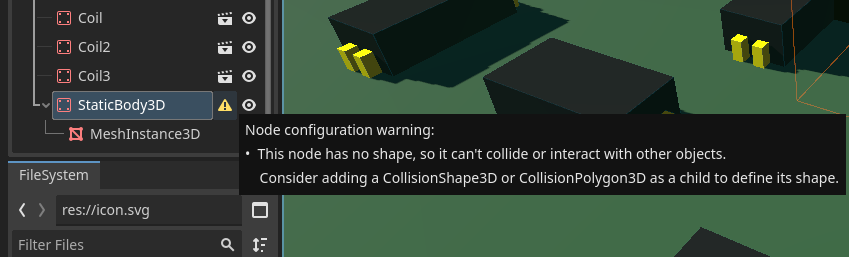 Coil
Coil2
Coil3
StaticBody3D
MeshInstance3D
Node configuration warning:
• This node has no shape, so it can't collide or interact with other objects.
Consider adding a CollisionShape3D or CollisionPolygon3D as a child to define its shape.
FileSystem
res://icon.svg
Filter Files